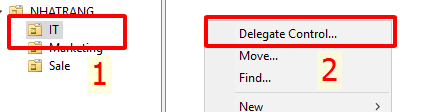 NHATRANG
IT
Marketing
Sale
1
Delegate Control...
Move...
Find...
New
2